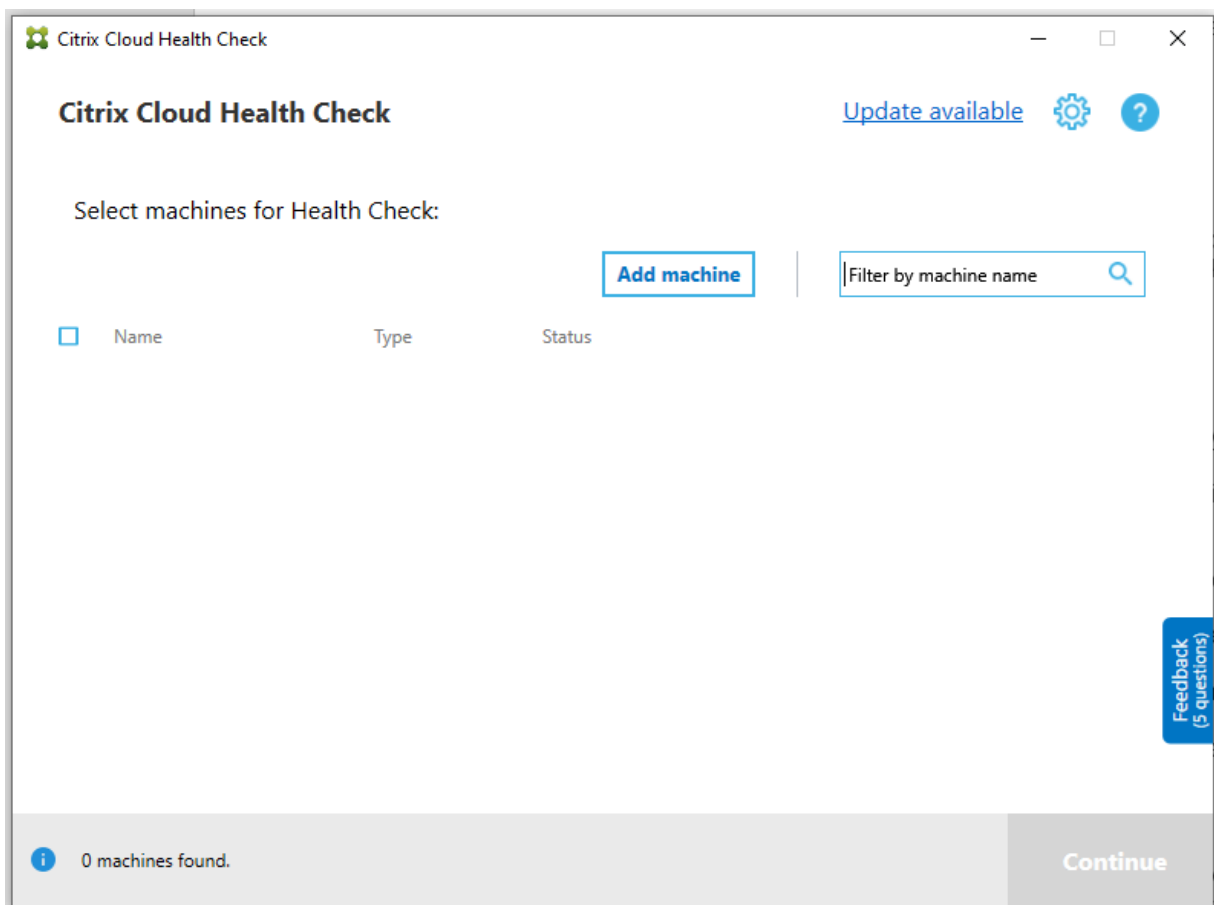 Citrix Cloud Health Check
Citrix Cloud Health Check
Update available
?
Select machines for Health Check:
Add machine
Filter by machine name
Name Type Status
Feedback
(5 questions)
i 0 machines found.
Continue